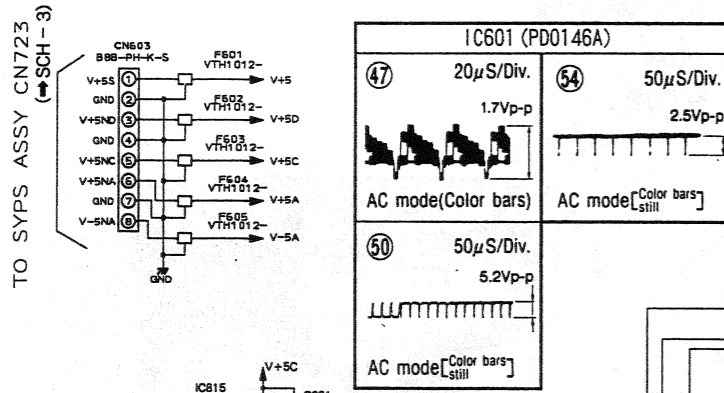 TO SYPS ASSY CN723
(➡SCH-3)
CN603
B8B-PH-K-S
V+5S 1
GND 2
V+5ND 3
GND 4
V+5NC 5
V+5NA 6
GND 7
V-5NA 8
F601
VTH1012-
V+5
F602
VTH1012-
V+5D
F603
VTH1012-
V+5C
F604
VTH1012-
V+5A
F605
VTH1012-
V-5A
GND
IC601 (PD0146A)
47 20μS/Div.
1.7Vp-p
AC mode(Color bars)
54 50μS/Div.
2.5Vp-p
AC mode[Color bars still]
50 50μS/Div.
5.2Vp-p
AC mode[Color bars still]
V+5C
IC815